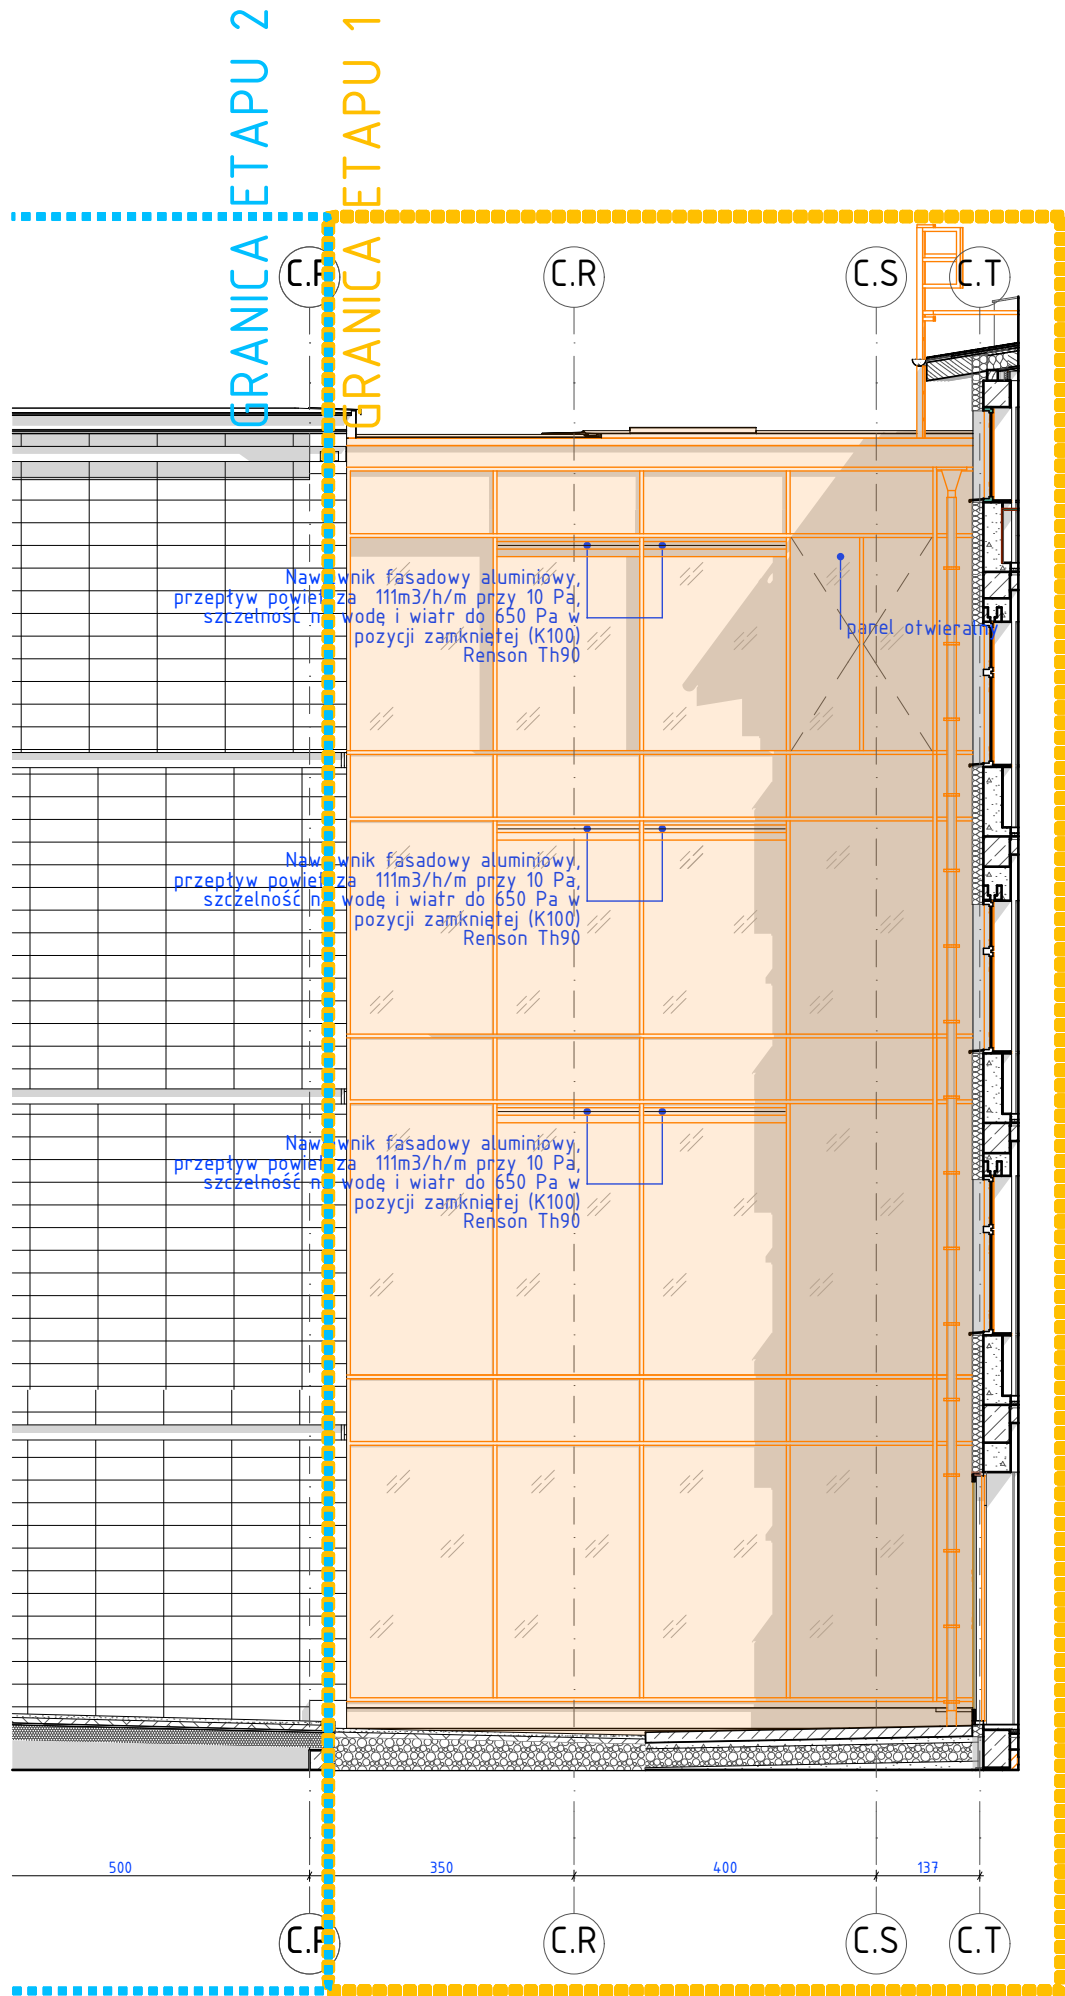 GRANICA ETAPU 2
GRANICA ETAPU 1
C.R
C.S
C.T
Nawiewnik fasadowy aluminiowy,
przepływ powietrza 111m3/h/m przy 10 Pa,
szczelność na wodę i wiatr do 650 Pa w
pozycji zamkniętej (K100)
Renson Th90
panel otwieralny
Nawiewnik fasadowy aluminiowy,
przepływ powietrza 111m3/h/m przy 10 Pa,
szczelność na wodę i wiatr do 650 Pa w
pozycji zamkniętej (K100)
Renson Th90
Nawiewnik fasadowy aluminiowy,
przepływ powietrza 111m3/h/m przy 10 Pa,
szczelność na wodę i wiatr do 650 Pa w
pozycji zamkniętej (K100)
Renson Th90
500
350
400
137
C.R
C.S
C.T